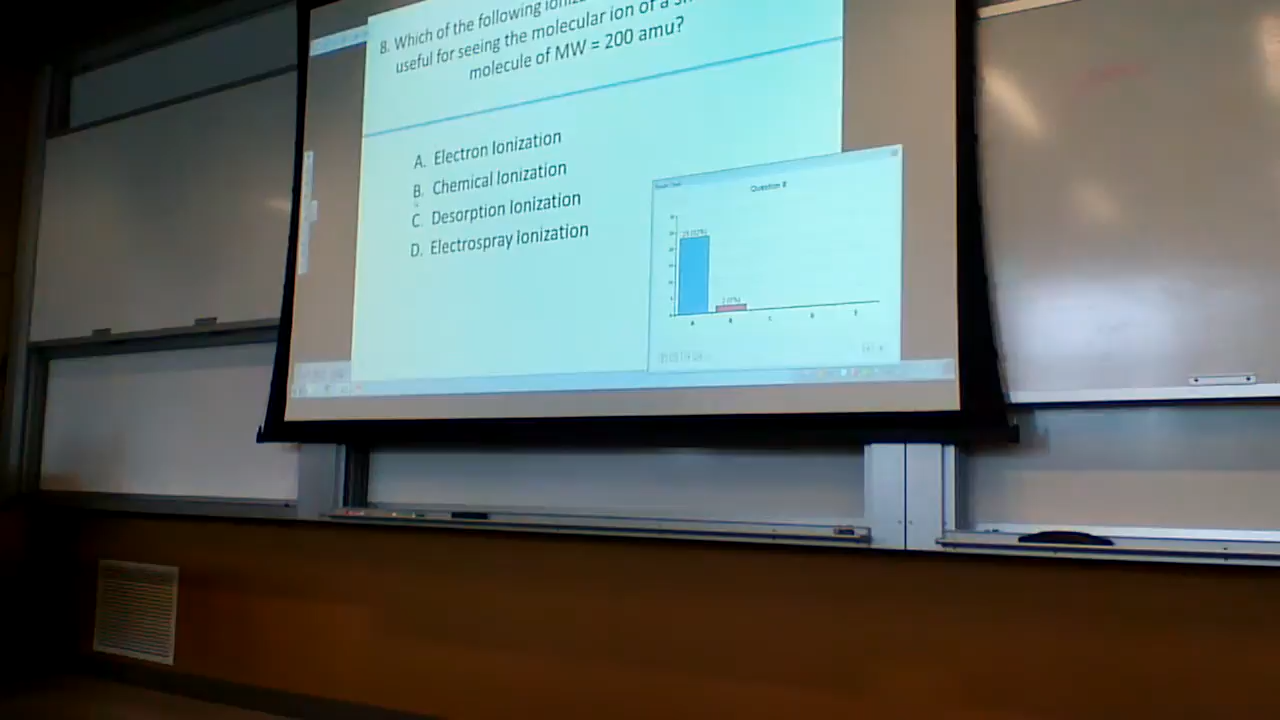 8. Which of the following
useful for seeing the molecular ion of a
molecule of MW = 200 amu?
A. Electron Ionization
B. Chemical Ionization
C. Desorption Ionization
D. Electrospray Ionization
Question 8
A B